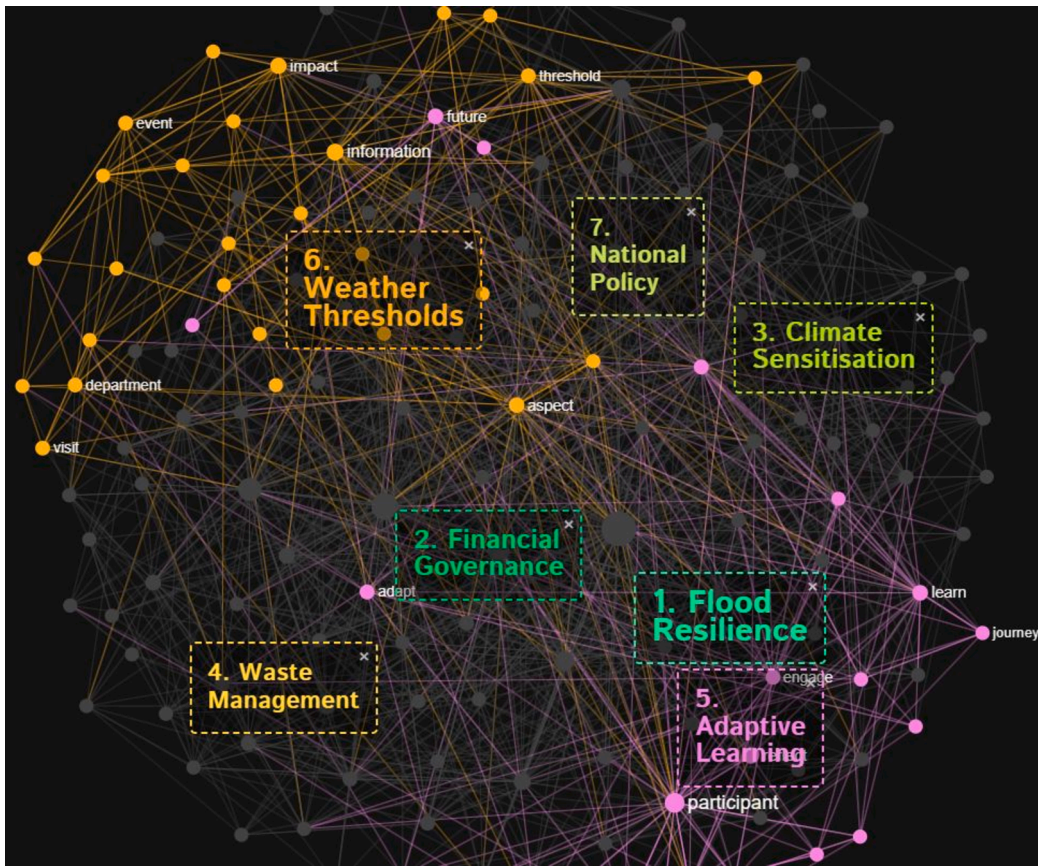 impact
threshold
future
event
information
7.
National
Policy
6.
Weather
Thresholds
3. Climate
Sensitisation
department
aspect
visit
2. Financial
Governance
adapt
1. Flood
Resilience
learn
journey
4. Waste
Management
engage
5.
Adaptive
Learning
participant